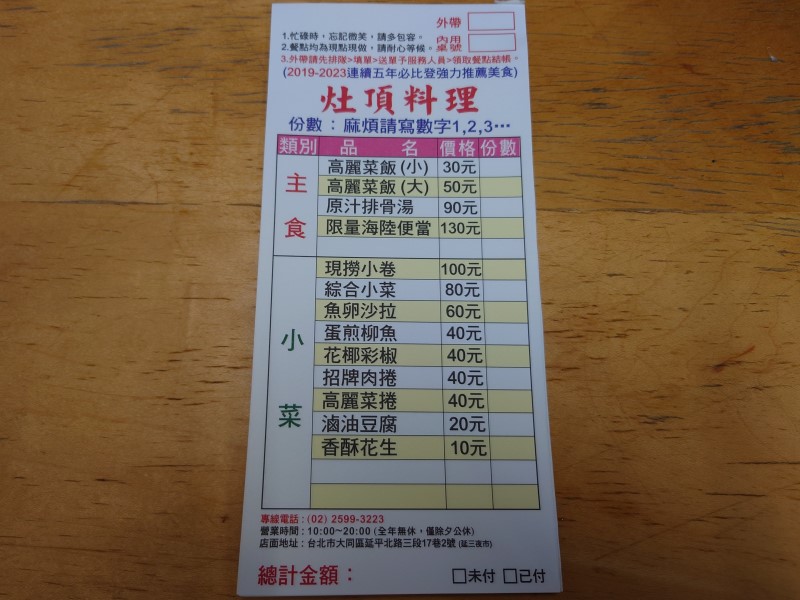 外帶
1.忙碌時，忘記微笑，請多包容。
2.餐點均為現點現做，請耐心等候。
內用
桌號
3.外帶請先排隊>填單>送單予服務人員>領取餐點結帳。
(2019-2023連續五年必比登強力推薦美食)
灶頂料理
份數：麻煩請寫數字1,2,3…
類別 品名 價格 份數
主食
高麗菜飯(小) 30元
高麗菜飯(大) 50元
原汁排骨湯 90元
限量海陸便當 130元
小菜
現撈小卷 100元
綜合小菜 80元
魚卵沙拉 60元
蛋煎柳魚 40元
花椰彩椒 40元
招牌肉捲 40元
高麗菜捲 40元
滷油豆腐 20元
香酥花生 10元
專線電話：(02) 2599-3223
營業時間：10:00~20:00 (全年無休，僅除夕公休)
店面地址：台北市大同區延平北路三段17巷2號 (延三夜市)
總計金額：
□未付 □已付